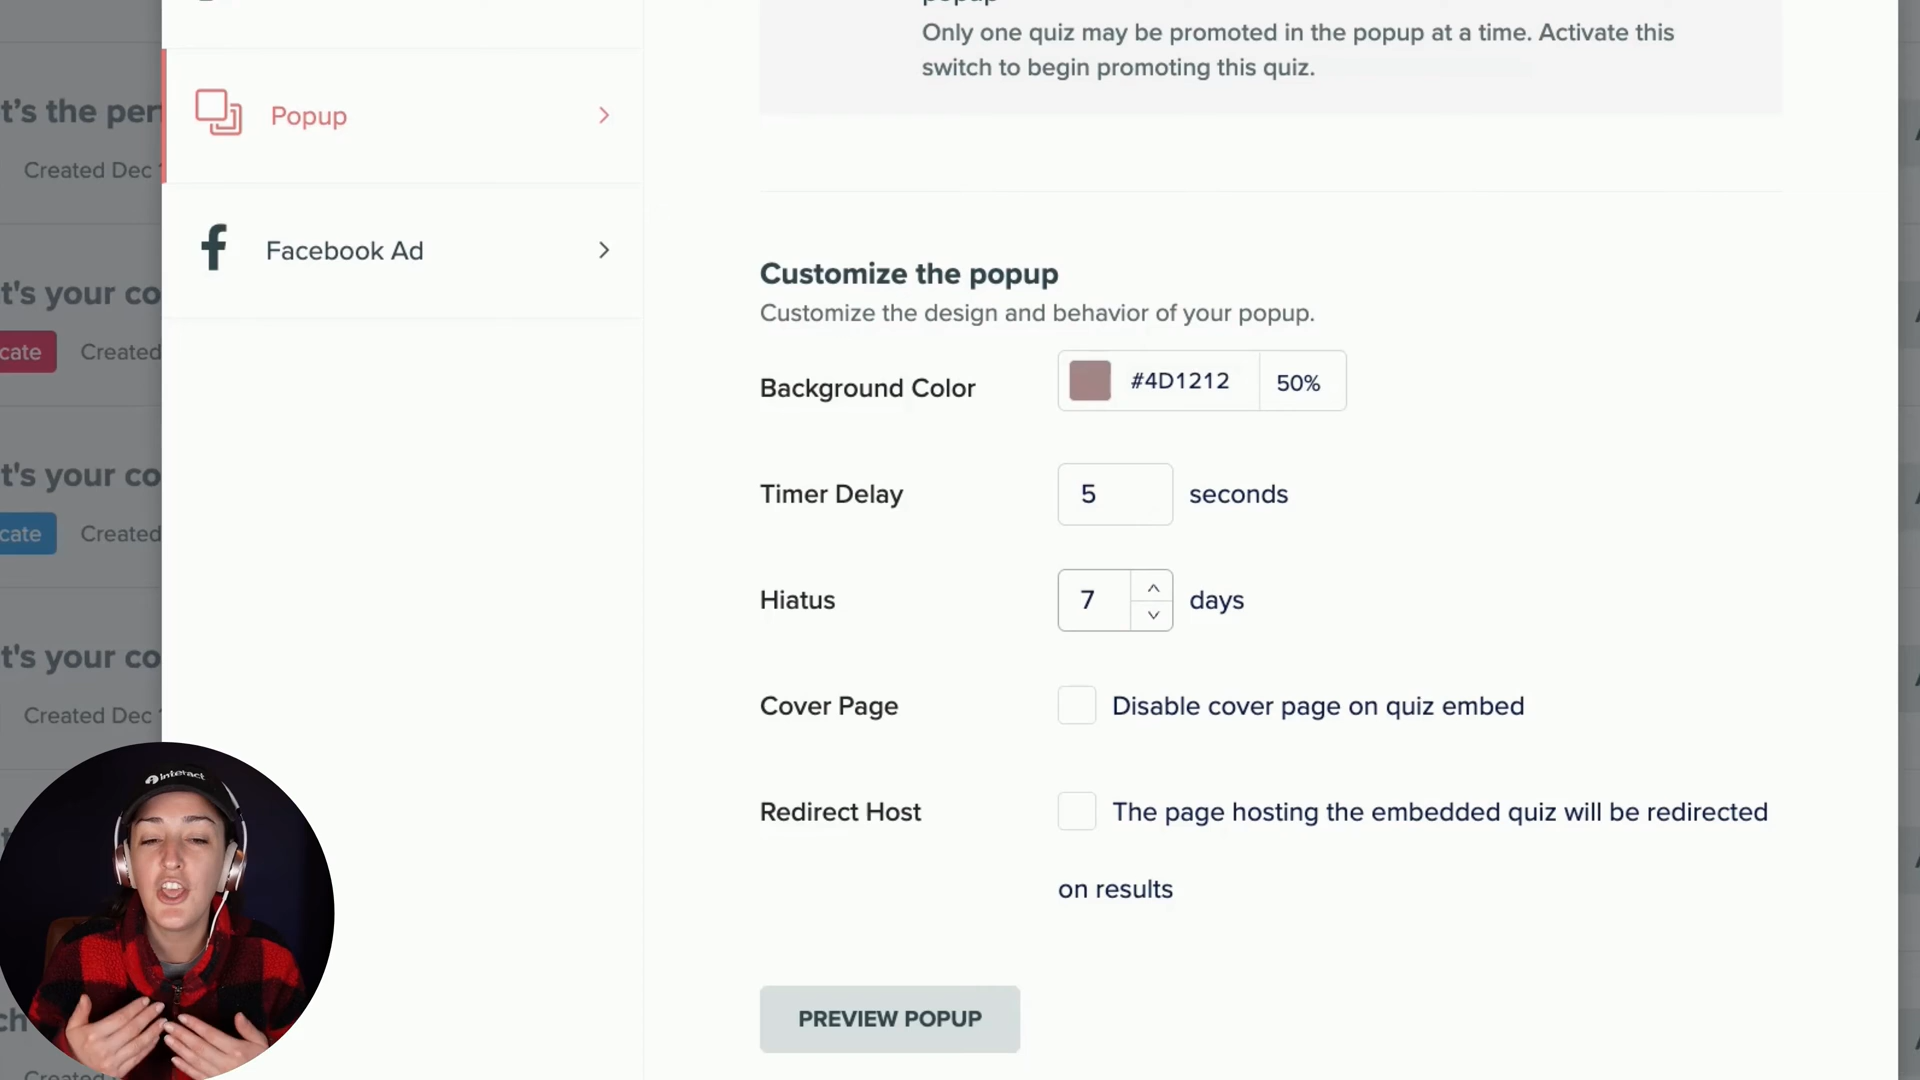 Only one quiz may be promoted in the popup at a time. Activate this
switch to begin promoting this quiz.
Popup
Facebook Ad
Customize the popup
Customize the design and behavior of your popup.
Background Color
#4D1212
50%
Timer Delay
5
seconds
Hiatus
7
days
Cover Page
Disable cover page on quiz embed
Redirect Host
The page hosting the embedded quiz will be redirected
on results
PREVIEW POPUP
t's the per
Created Dec
t's your co
cate
Created
t's your co
cate
Created
t's your co
Created Dec
interact
ch
Created